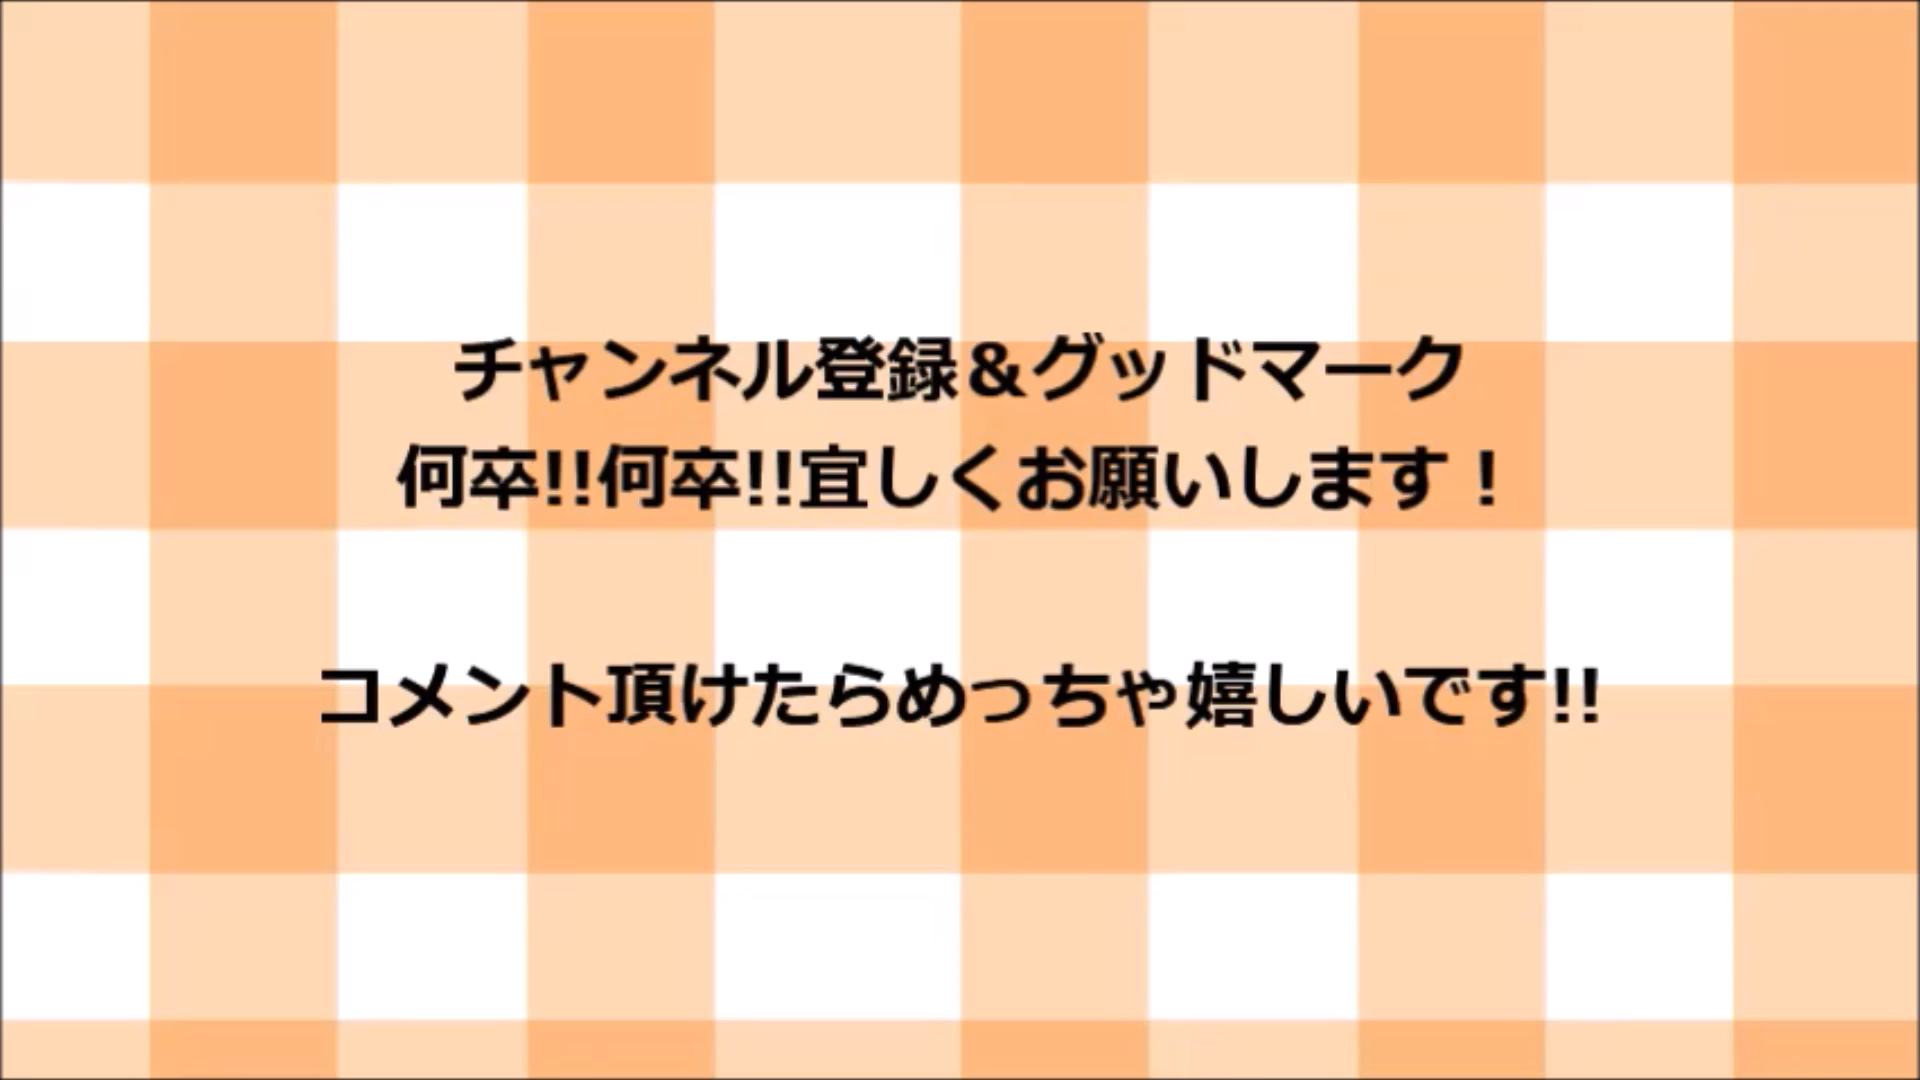 チャンネル登録＆グッドマーク
何卒!!何卒!!宜しくお願いします！
コメント頂けたらめっちゃ嬉しいです!!